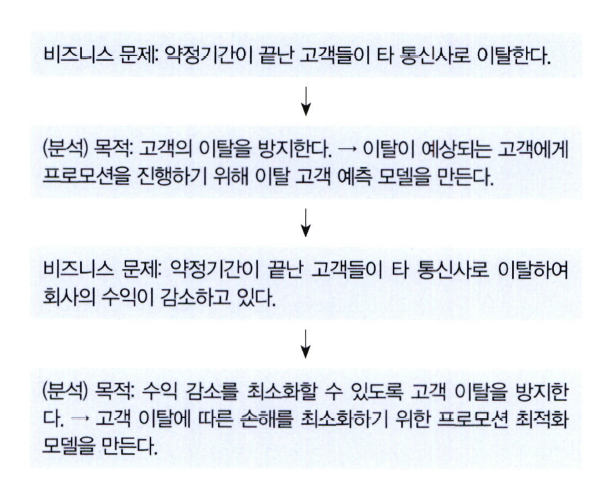 비즈니스 문제: 약정기간이 끝난 고객들이 타 통신사로 이탈한다.
↓
(분석) 목적: 고객의 이탈을 방지한다. → 이탈이 예상되는 고객에게
프로모션을 진행하기 위해 이탈 고객 예측 모델을 만든다.
↓
비즈니스 문제: 약정기간이 끝난 고객들이 타 통신사로 이탈하여
회사의 수익이 감소하고 있다.
↓
(분석) 목적: 수익 감소를 최소화할 수 있도록 고객 이탈을 방지한
다. → 고객 이탈에 따른 손해를 최소회하기 위한 프로모션 최적화
모델을 만든다.